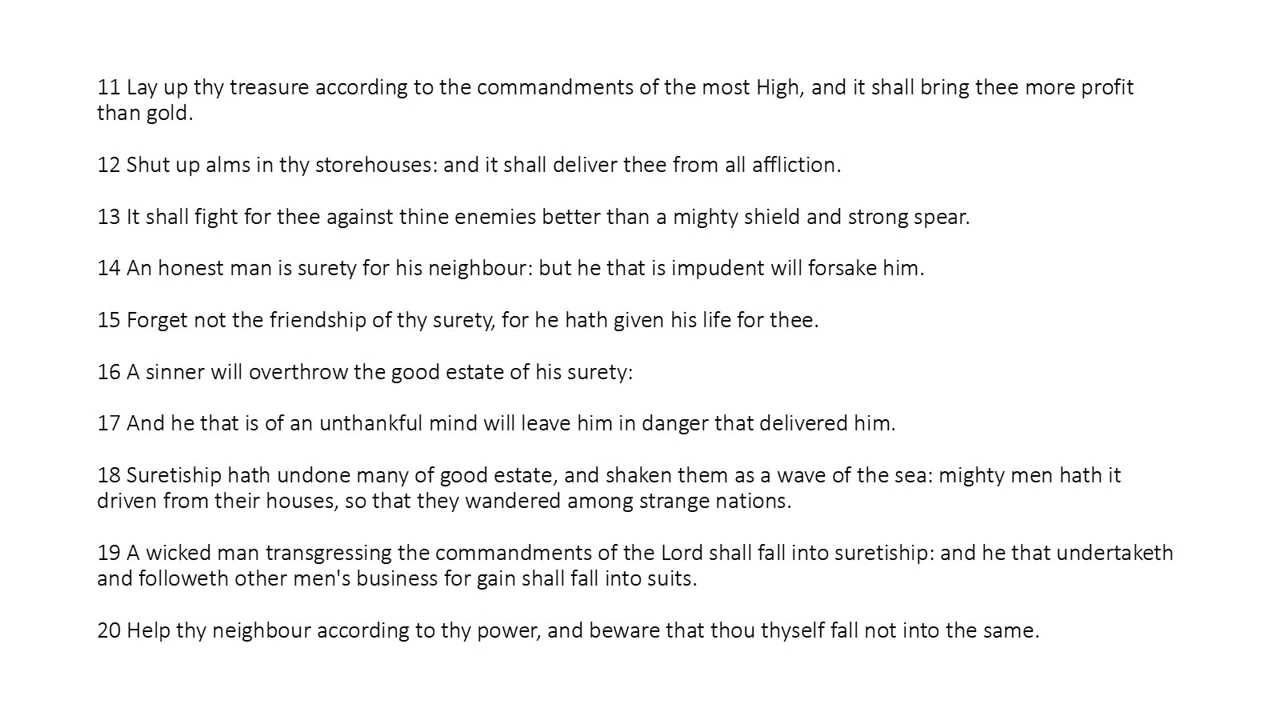 11 Lay up thy treasure according to the commandments of the most High, and it shall bring thee more profit
than gold.
12 Shut up alms in thy storehouses: and it shall deliver thee from all affliction.
13 It shall fight for thee against thine enemies better than a mighty shield and strong spear.
14 An honest man is surety for his neighbour: but he that is impudent will forsake him.
15 Forget not the friendship of thy surety, for he hath given his life for thee.
16 A sinner will overthrow the good estate of his surety:
17 And he that is of an unthankful mind will leave him in danger that delivered him.
18 Suretiship hath undone many of good estate, and shaken them as a wave of the sea: mighty men hath it
driven from their houses, so that they wandered among strange nations.
19 A wicked man transgressing the commandments of the Lord shall fall into suretiship: and he that undertaketh
and followeth other men's business for gain shall fall into suits.
20 Help thy neighbour according to thy power, and beware that thou thyself fall not into the same.